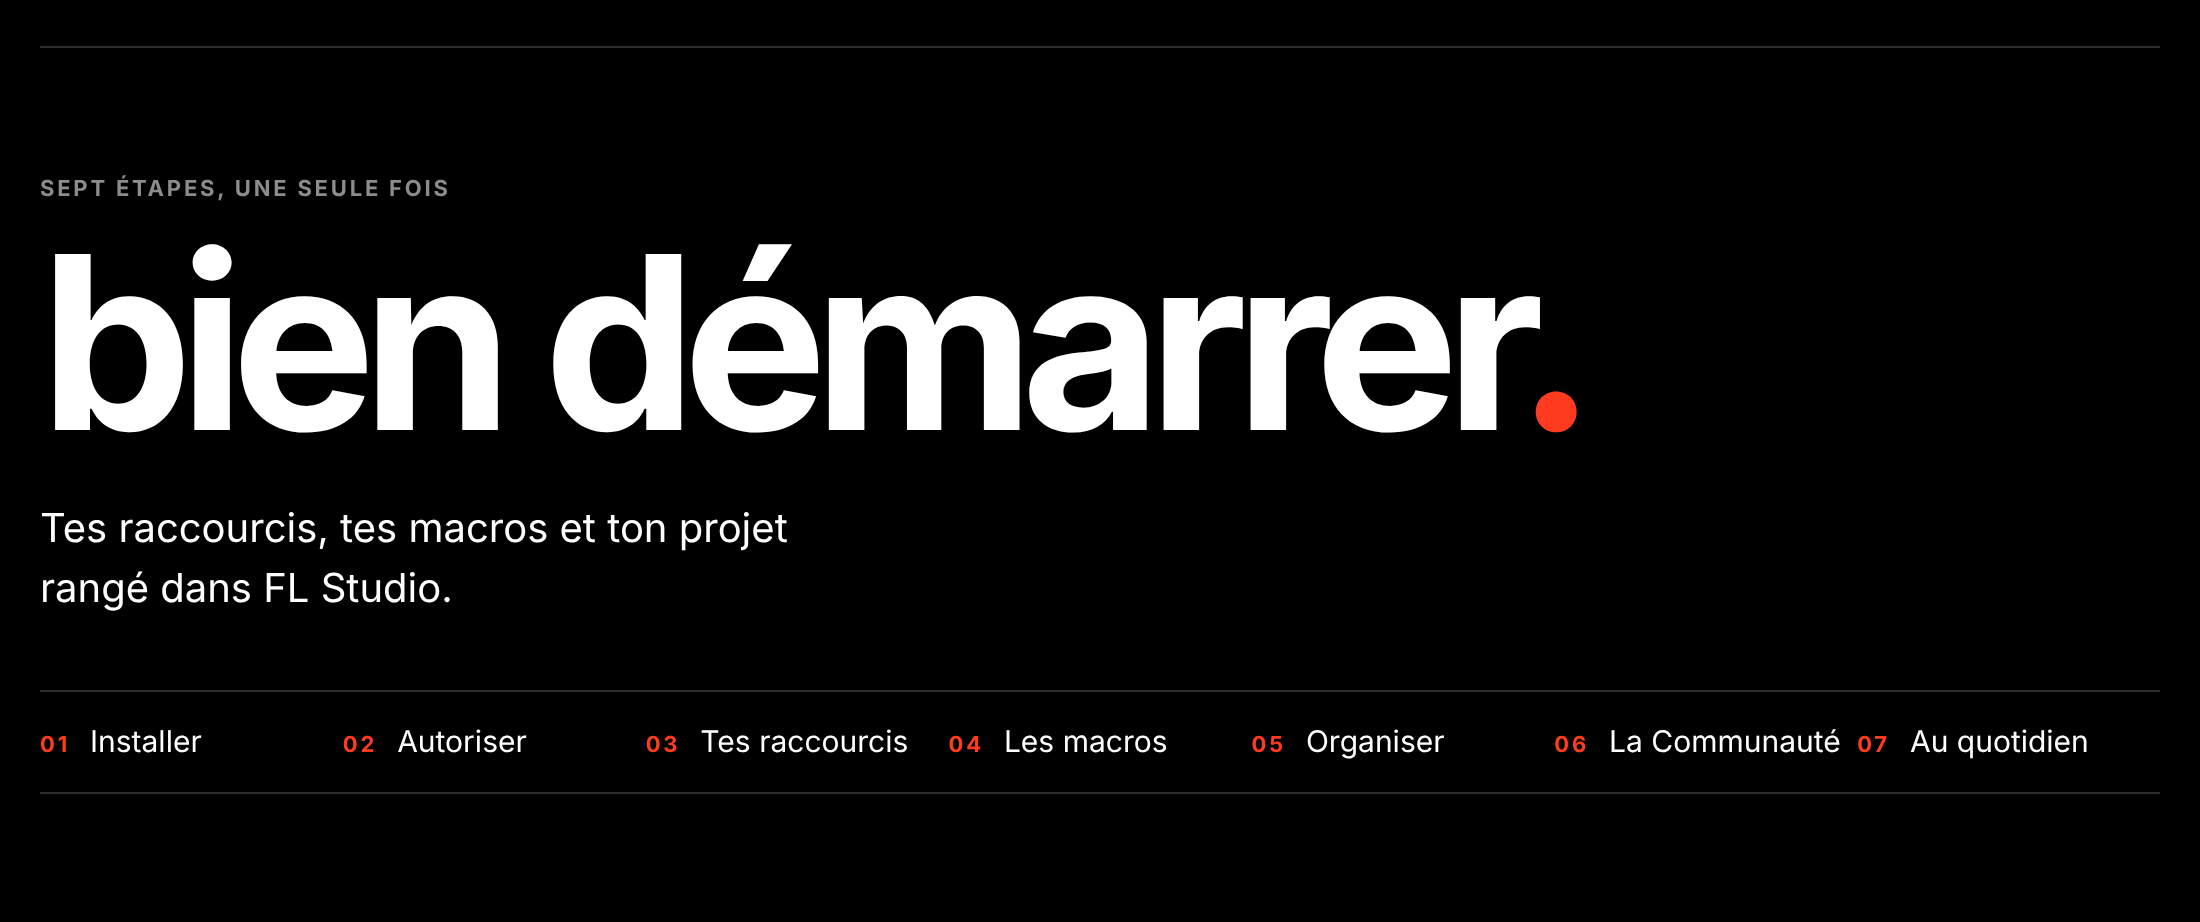 SEPT ÉTAPES, UNE SEULE FOIS
bien démarrer.
Tes raccourcis, tes macros et ton projet
rangé dans FL Studio.
01 Installer 02 Autoriser 03 Tes raccourcis 04 Les macros 05 Organiser 06 La Communauté 07 Au quotidien